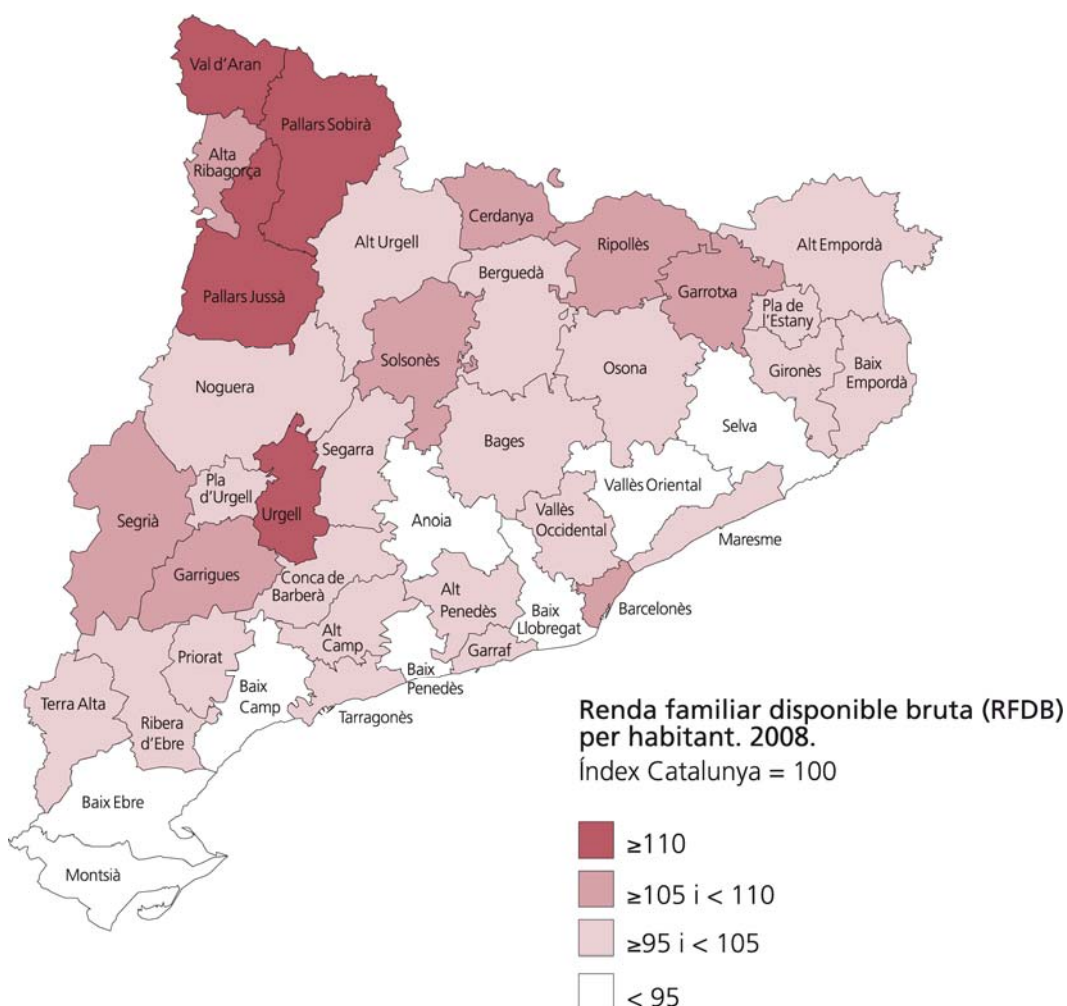 Val d'Aran
Pallars Sobirà
Alta
Ribagorça
Cerdanya
Ripollès
Alt Urgell
Alt Empordà
Berguedà
Garrotxa
Pallars Jussà
Pla de
l'Estany
Solsonès
Osona
Gironès
Baix
Empordà
Noguera
Selva
Segarra
Bages
Pla
d'Urgell
Vallès Oriental
Urgell
Anoia
Vallès
Occidental
Segrià
Maresme
Garrigues
Conca de
Barberà
Alt
Penedès
Baix
Llobregat
Barcelonès
Alt
Camp
Garraf
Priorat
Baix
Penedès
Baix
Camp
Tarragonès
Terra Alta
Ribera
d'Ebre
Baix Ebre
Montsià
Renda familiar disponible bruta (RFDB)
per habitant. 2008.
Índex Catalunya = 100
≥110
≥105 i < 110
≥95 i < 105
< 95